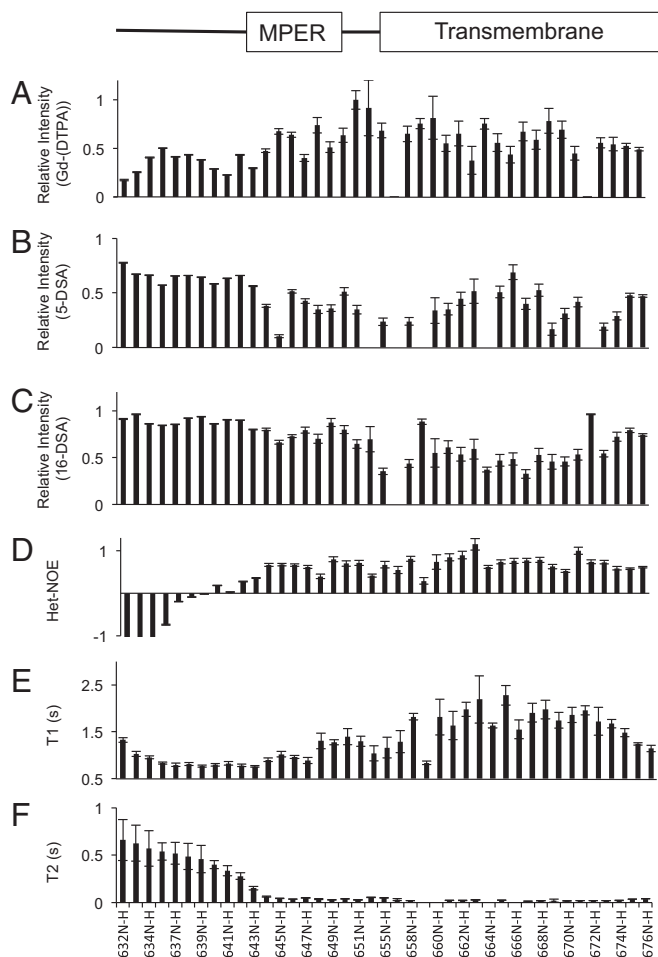 MPER
Transmembrane
A
Relative Intensity
(Gd-(DTPA))
1
0.5
0
B
Relative Intensity
(5-DSA)
1
0.5
0
C
Relative Intensity
(16-DSA)
1
0.5
0
D
Het-NOE
1
-1
E
T1 (s)
2.5
1.5
0.5
F
T2 (s)
1
0.5
0
632N-H
634N-H
637N-H
639N-H
641N-H
643N-H
645N-H
647N-H
649N-H
651N-H
655N-H
658N-H
660N-H
662N-H
664N-H
666N-H
668N-H
670N-H
672N-H
674N-H
676N-H